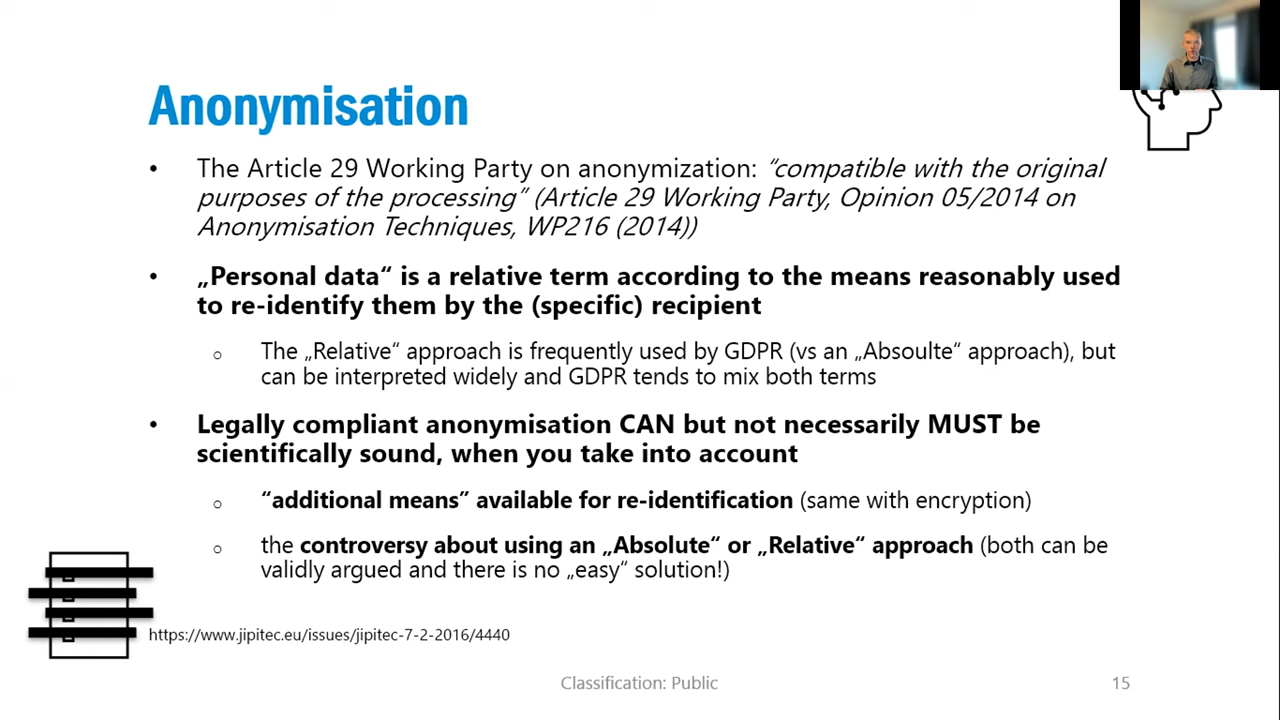 Anonymisation
• The Article 29 Working Party on anonymization: “compatible with the original
purposes of the processing” (Article 29 Working Party, Opinion 05/2014 on
Anonymisation Techniques, WP216 (2014))
• „Personal data“ is a relative term according to the means reasonably used
to re-identify them by the (specific) recipient
o The „Relative“ approach is frequently used by GDPR (vs an „Absoulte“ approach), but
can be interpreted widely and GDPR tends to mix both terms
• Legally compliant anonymisation CAN but not necessarily MUST be
scientifically sound, when you take into account
o “additional means” available for re-identification (same with encryption)
o the controversy about using an „Absolute“ or „Relative“ approach (both can be
validly argued and there is no „easy“ solution!)
https://www.jipitec.eu/issues/jipitec-7-2-2016/4440
Classification: Public
15